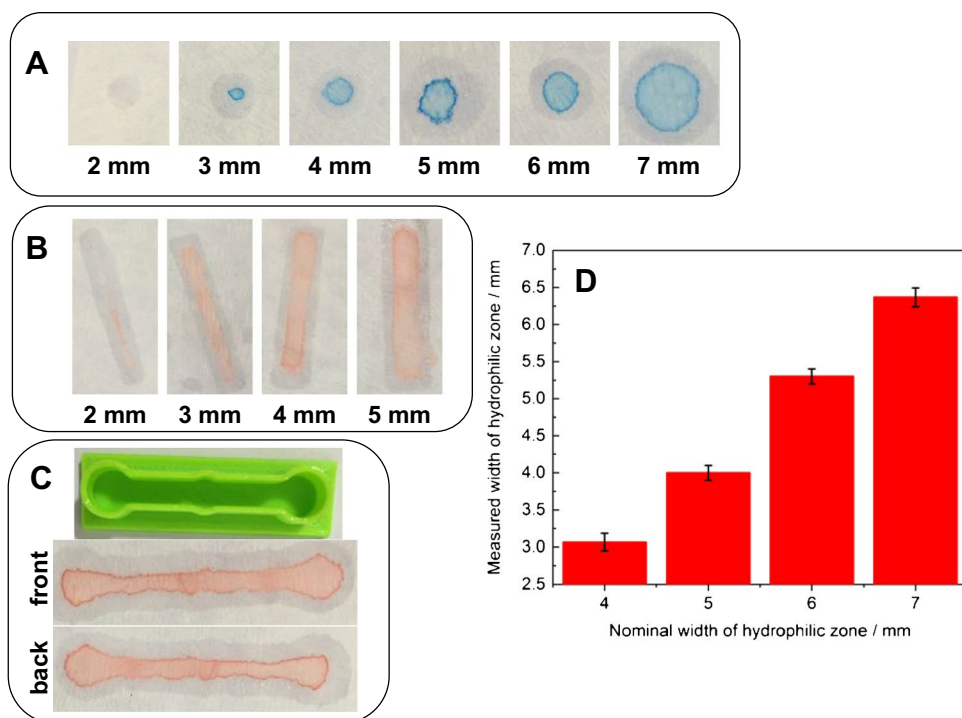 A
2 mm 3 mm 4 mm 5 mm 6 mm 7 mm
B
2 mm 3 mm 4 mm 5 mm
C
front
back
D
Measured width of hydrophilic zone / mm
7.0
6.5
6.0
5.5
5.0
4.5
4.0
3.5
3.0
2.5
4 5 6 7
Nominal width of hydrophilic zone / mm